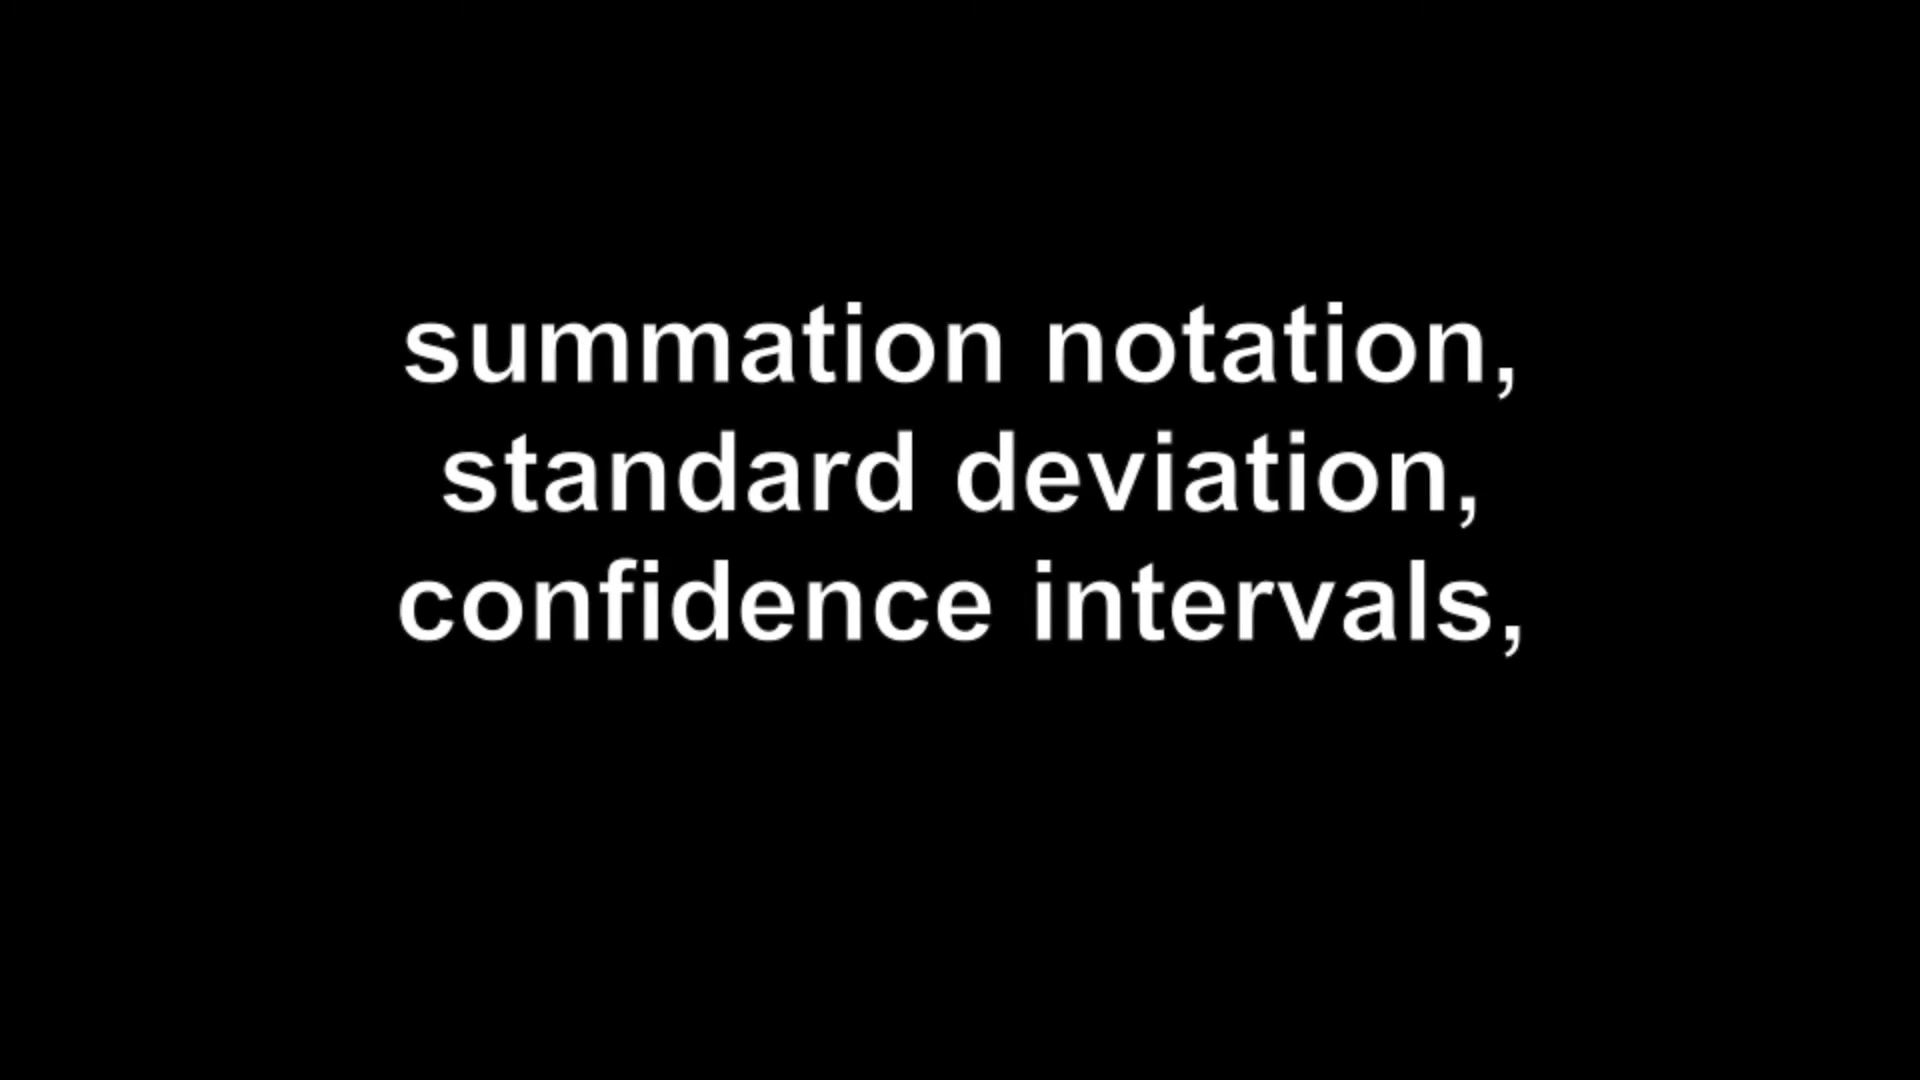 summation notation,
standard deviation,
confidence intervals,